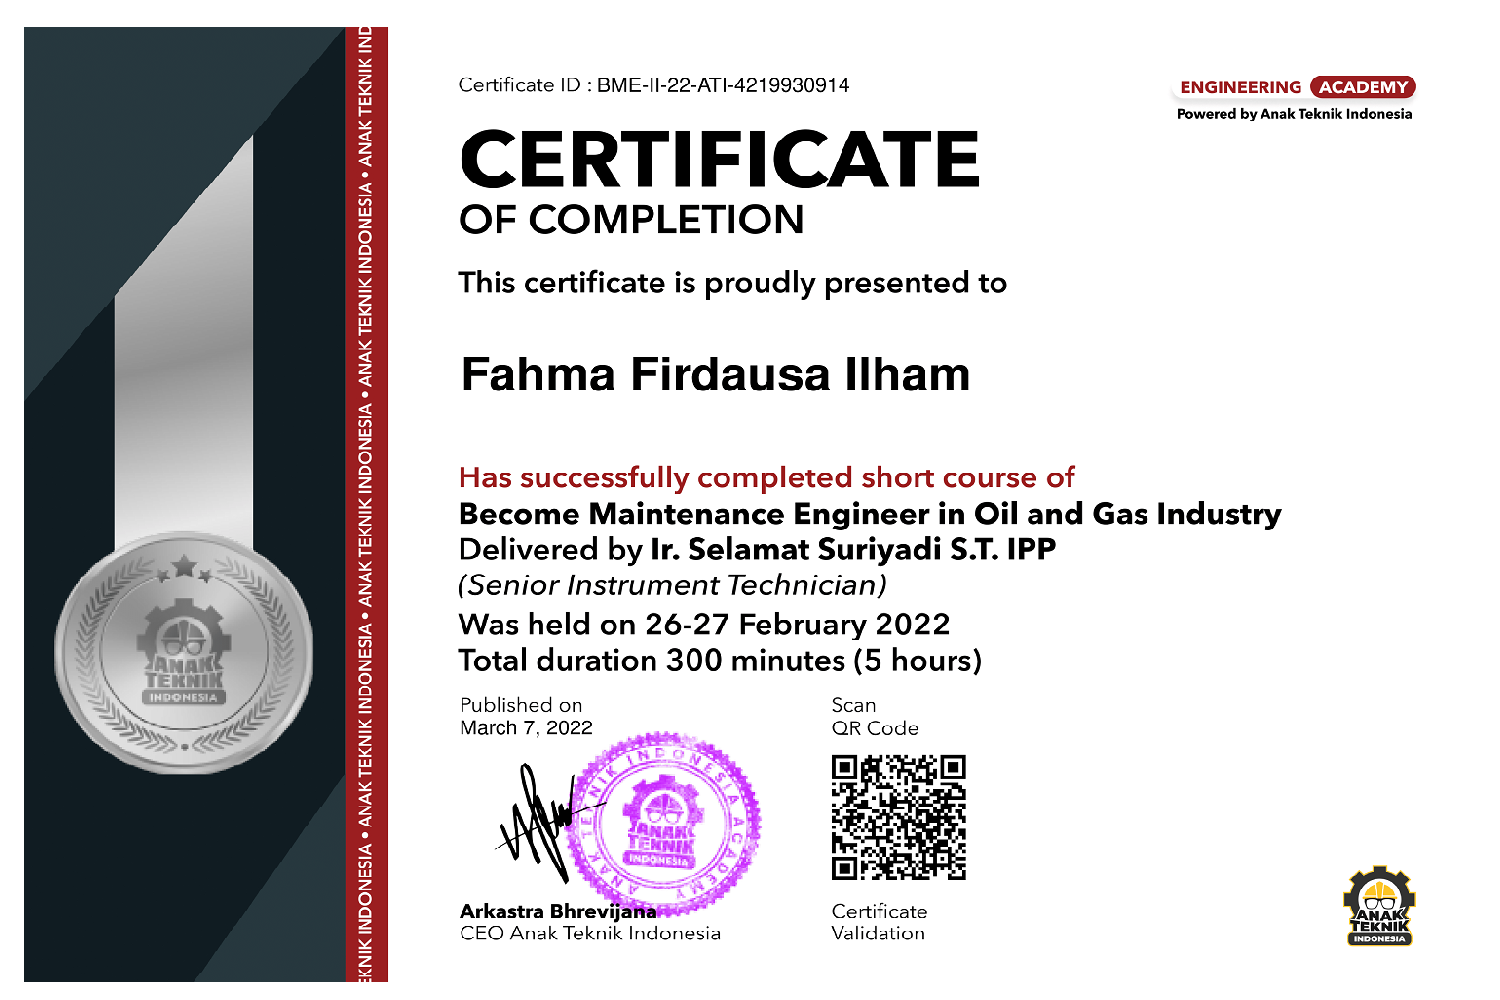 Certificate ID : BME-II-22-ATI-4219930914
ENGINEERING ACADEMY
Powered by Anak Teknik Indonesia
CERTIFICATE
OF COMPLETION
This certificate is proudly presented to
Fahma Firdausa Ilham
Has successfully completed short course of
Become Maintenance Engineer in Oil and Gas Industry
Delivered by Ir. Selamat Suriyadi S.T. IPP
(Senior Instrument Technician)
Was held on 26-27 February 2022
Total duration 300 minutes (5 hours)
Published on
March 7, 2022
Scan
QR Code
ANAK TEKNIK INDONESIA ACADEMY
ANAK
TEKNIK
INDONESIA
Arkastra Bhrevijana
CEO Anak Teknik Indonesia
Certificate
Validation
ANAK
TEKNIK
INDONESIA
ANAK
TEKNIK
INDONESIA
EKNIK INDONESIA • ANAK TEKNIK INDONESIA • ANAK TEKNIK INDONESIA • ANAK TEKNIK INDONESIA • ANAK TEKNIK IND